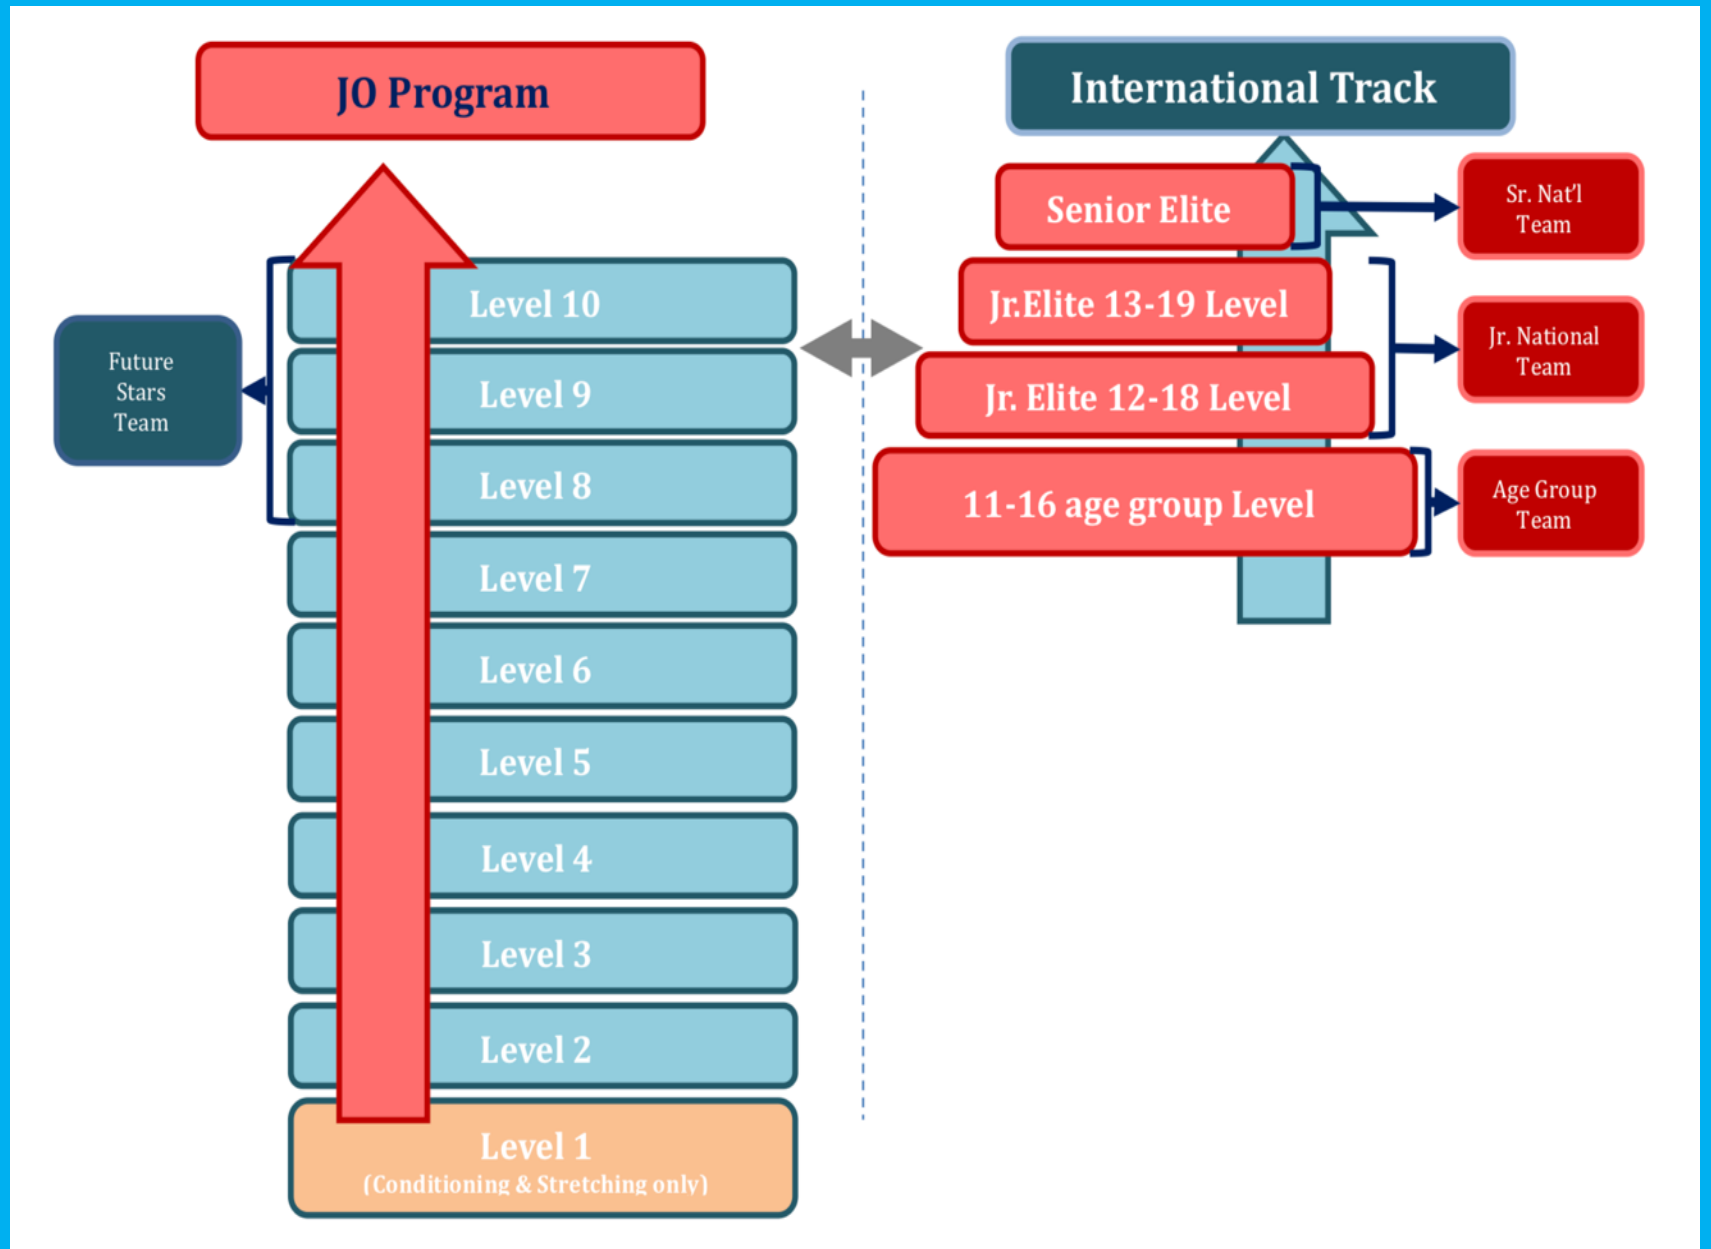 JO Program
Level 10
Level 9
Level 8
Level 7
Level 6
Level 5
Level 4
Level 3
Level 2
Level 1
(Conditioning & Stretching only)
Future
Stars
Team
International Track
Senior Elite
Jr.Elite 13-19 Level
Jr. Elite 12-18 Level
11-16 age group Level
Sr. Nat'l
Team
Jr. National
Team
Age Group
Team